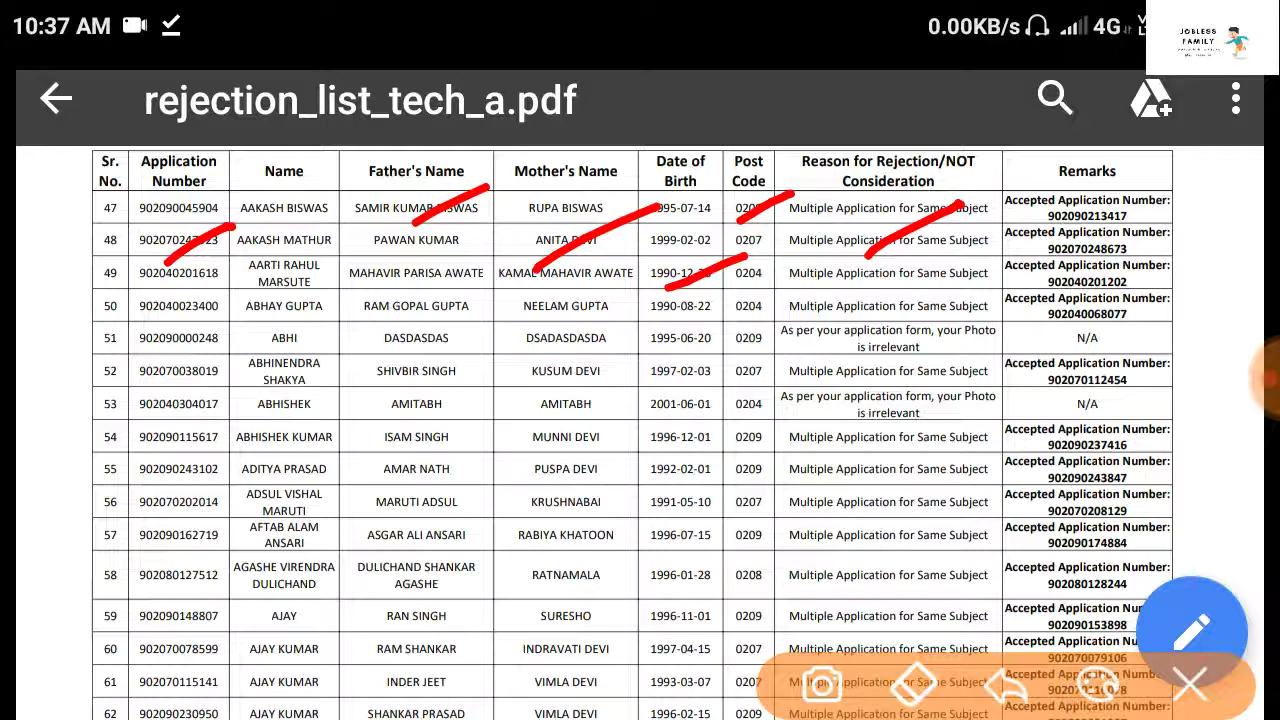 10:37 AM
0.00KB/s 4G
JOBLESS
FAMILY
rejection_list_tech_a.pdf
Sr. No. Application Number Name Father's Name Mother's Name Date of Birth Post Code Reason for Rejection/NOT Consideration Remarks
47 902090045904 AAKASH BISWAS SAMIR KUMAR BISWAS RUPA BISWAS 1995-07-14 Multiple Application for Same Subject Accepted Application Number: 902090213417
48 AAKASH MATHUR PAWAN KUMAR ANITA DEVI 1999-02-02 0207 Multiple Application for Same Subject Accepted Application Number: 902070248673
49 902040201618 AARTI RAHUL MARSUTE MAHAVIR PARISA AWATE KAMAL MAHAVIR AWATE 0204 Multiple Application for Same Subject Accepted Application Number: 902040201202
50 902040023400 ABHAY GUPTA RAM GOPAL GUPTA NEELAM GUPTA 1990-08-22 0204 Multiple Application for Same Subject Accepted Application Number: 902040068077
51 902090000248 ABHI DASDASDAS DSADASDASDA 1995-06-20 0209 As per your application form, your Photo is irrelevant N/A
52 902070038019 ABHINENDRA SHAKYA SHIVBIR SINGH KUSUM DEVI 1997-02-03 0207 Multiple Application for Same Subject Accepted Application Number: 902070112454
53 902040304017 ABHISHEK AMITABH AMITABH 2001-06-01 0204 As per your application form, your Photo is irrelevant N/A
54 902090115617 ABHISHEK KUMAR ISAM SINGH MUNNI DEVI 1996-12-01 0209 Multiple Application for Same Subject Accepted Application Number: 902090237416
55 902090243102 ADITYA PRASAD AMAR NATH PUSPA DEVI 1992-02-01 0209 Multiple Application for Same Subject Accepted Application Number: 902090243847
56 902070202014 ADSUL VISHAL MARUTI MARUTI ADSUL KRUSHNABAI 1991-05-10 0207 Multiple Application for Same Subject Accepted Application Number: 902070208129
57 902090162719 AFTAB ALAM ANSARI ASGAR ALI ANSARI RABIYA KHATOON 1996-07-15 0209 Multiple Application for Same Subject Accepted Application Number: 902090174884
58 902080127512 AGASHE VIRENDRA DULICHAND DULICHAND SHANKAR AGASHE RATNAMALA 1996-01-28 0208 Multiple Application for Same Subject Accepted Application Number: 902080128244
59 902090148807 AJAY RAN SINGH SURESHO 1996-11-01 0209 Multiple Application for Same Subject Accepted Application 902090153898
60 902070078599 AJAY KUMAR RAM SHANKAR INDRAVATI DEVI 1997-04-15 0207 Multiple Application for Same Subject Accepted Application 902070079106
61 902070115141 AJAY KUMAR INDRAJEET VIMLA DEVI 1993-03-07 0207 Multiple Application for Same Subject Accepted Application
62 902090230950 AJAY KUMAR SHANKAR PRASAD VIMLA DEVI 1996-02-15 0209 Multiple Application for Same Subject